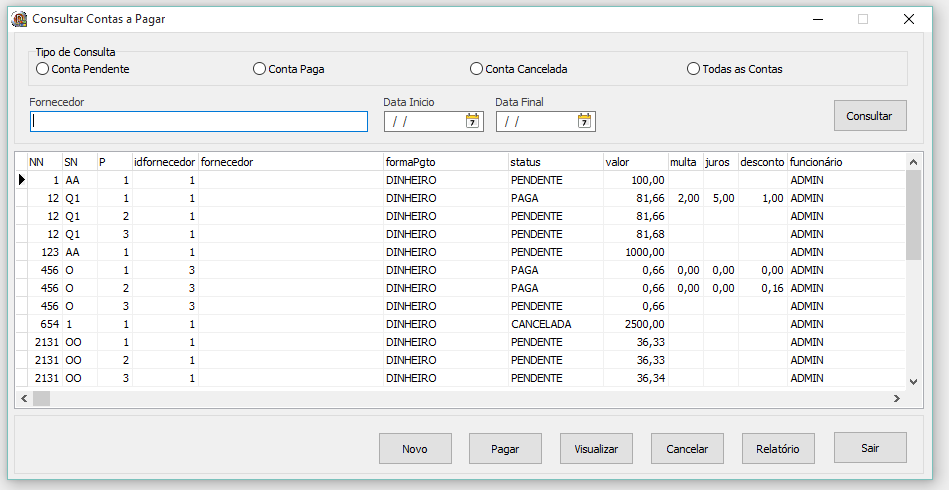 Consultar Contas a Pagar
Tipo de Consulta
Conta Pendente Conta Paga Conta Cancelada Todas as Contas
Fornecedor Data Inicio Data Final
/ / 7 / / 7 Consultar
NN SN P idfornecedor fornecedor formaPgto status valor multa juros desconto funcionário
1 AA 1 1 DINHEIRO PENDENTE 100,00 ADMIN
12 Q1 1 1 DINHEIRO PAGA 81,66 2,00 5,00 1,00 ADMIN
12 Q1 2 1 DINHEIRO PENDENTE 81,66 ADMIN
12 Q1 3 1 DINHEIRO PENDENTE 81,68 ADMIN
123 AA 1 1 DINHEIRO PENDENTE 1000,00 ADMIN
456 O 1 3 DINHEIRO PAGA 0,66 0,00 0,00 0,00 ADMIN
456 O 2 3 DINHEIRO PAGA 0,66 0,00 0,00 0,16 ADMIN
456 O 3 3 DINHEIRO PENDENTE 0,66 ADMIN
654 1 1 1 DINHEIRO CANCELADA 2500,00 ADMIN
2131 OO 1 1 DINHEIRO PENDENTE 36,33 ADMIN
2131 OO 2 1 DINHEIRO PENDENTE 36,33 ADMIN
2131 OO 3 1 DINHEIRO PENDENTE 36,34 ADMIN
Novo Pagar Visualizar Cancelar Relatório Sair